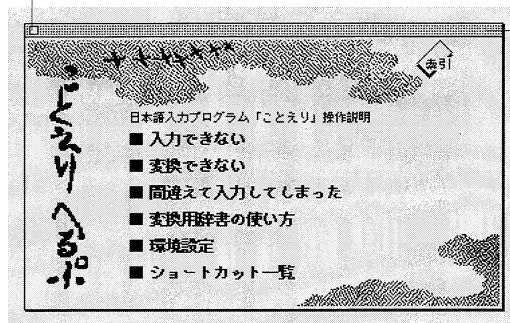 索引
ことえり へるぷ
日本語入力プログラム「ことえり」操作説明
■ 入力できない
■ 変換できない
■ 間違えて入力してしまった
■ 変換用辞書の使い方
■ 環境設定
■ ショートカット一覧